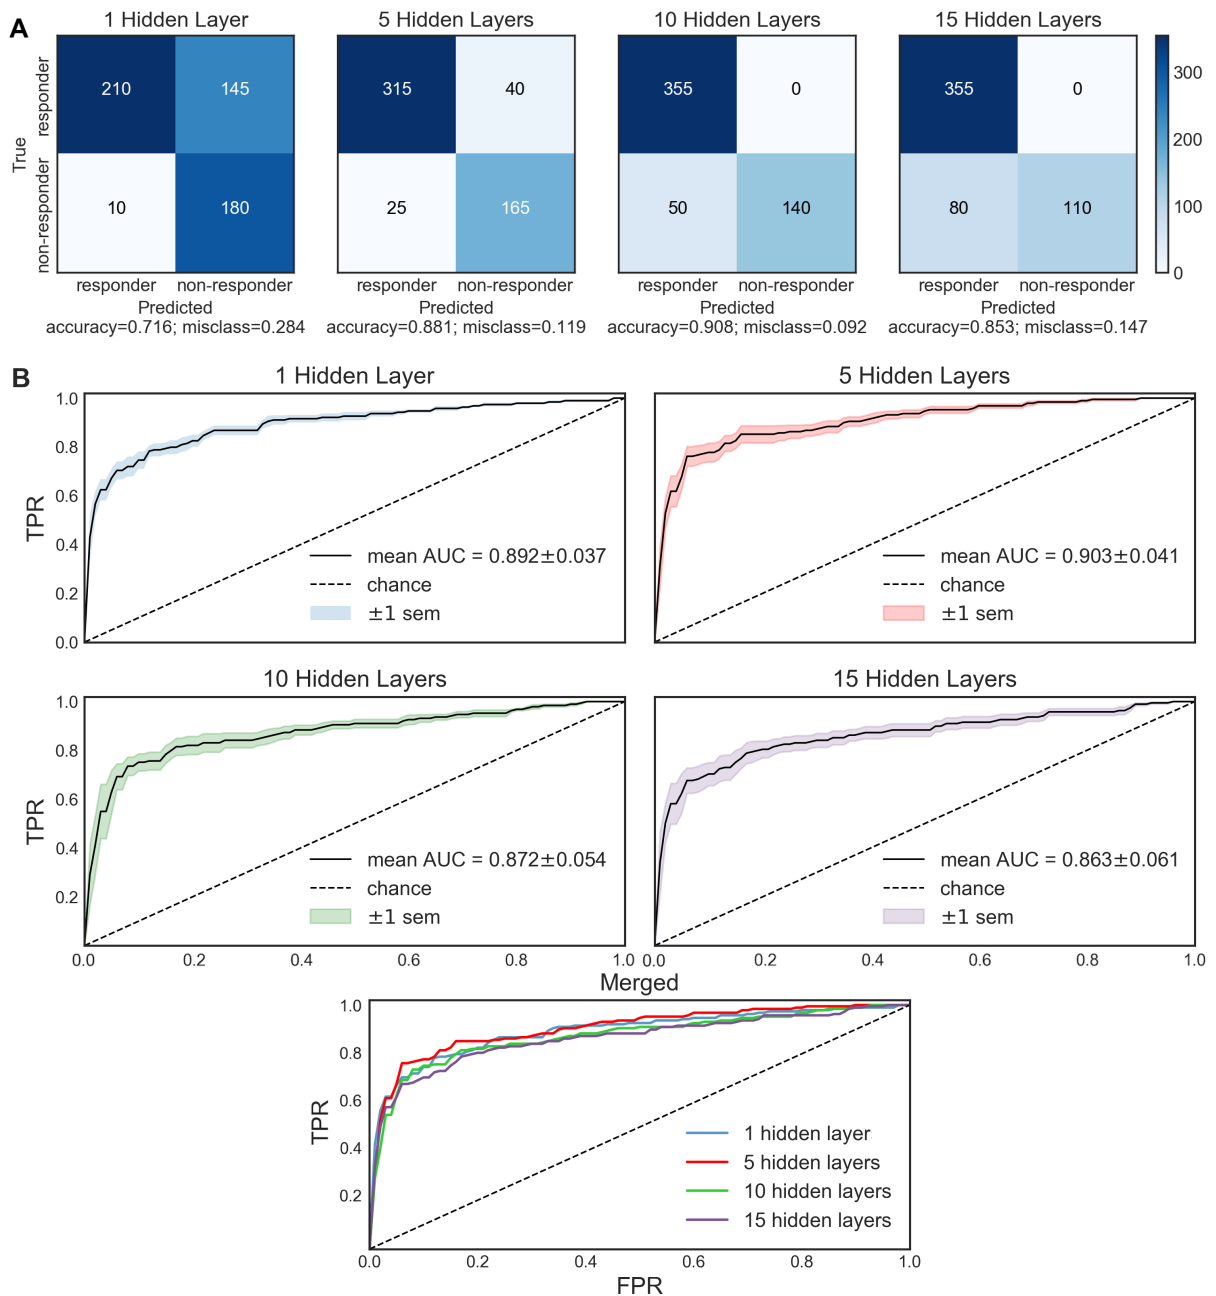 A
1 Hidden Layer
5 Hidden Layers
10 Hidden Layers
15 Hidden Layers
True
responder
non-responder
210 145
10 180
responder non-responder
Predicted
accuracy=0.716; misclass=0.284
315 40
25 165
responder non-responder
Predicted
accuracy=0.881; misclass=0.119
355 0
50 140
responder non-responder
Predicted
accuracy=0.908; misclass=0.092
355 0
80 110
responder non-responder
Predicted
accuracy=0.853; misclass=0.147
300
200
100
0
B
1 Hidden Layer
TPR
1.0
0.8
0.6
0.4
0.2
0.0
mean AUC = 0.892±0.037
chance
±1 sem
5 Hidden Layers
mean AUC = 0.903±0.041
chance
±1 sem
10 Hidden Layers
TPR
1.0
0.8
0.6
0.4
0.2
mean AUC = 0.872±0.054
chance
±1 sem
0.0 0.2 0.4 0.6 0.8 1.0
15 Hidden Layers
mean AUC = 0.863±0.061
chance
±1 sem
0.0 0.2 0.4 0.6 0.8 1.0
Merged
TPR
1.0
0.8
0.6
0.4
0.2
1 hidden layer
5 hidden layers
10 hidden layers
15 hidden layers
0.0 0.2 0.4 0.6 0.8 1.0
FPR